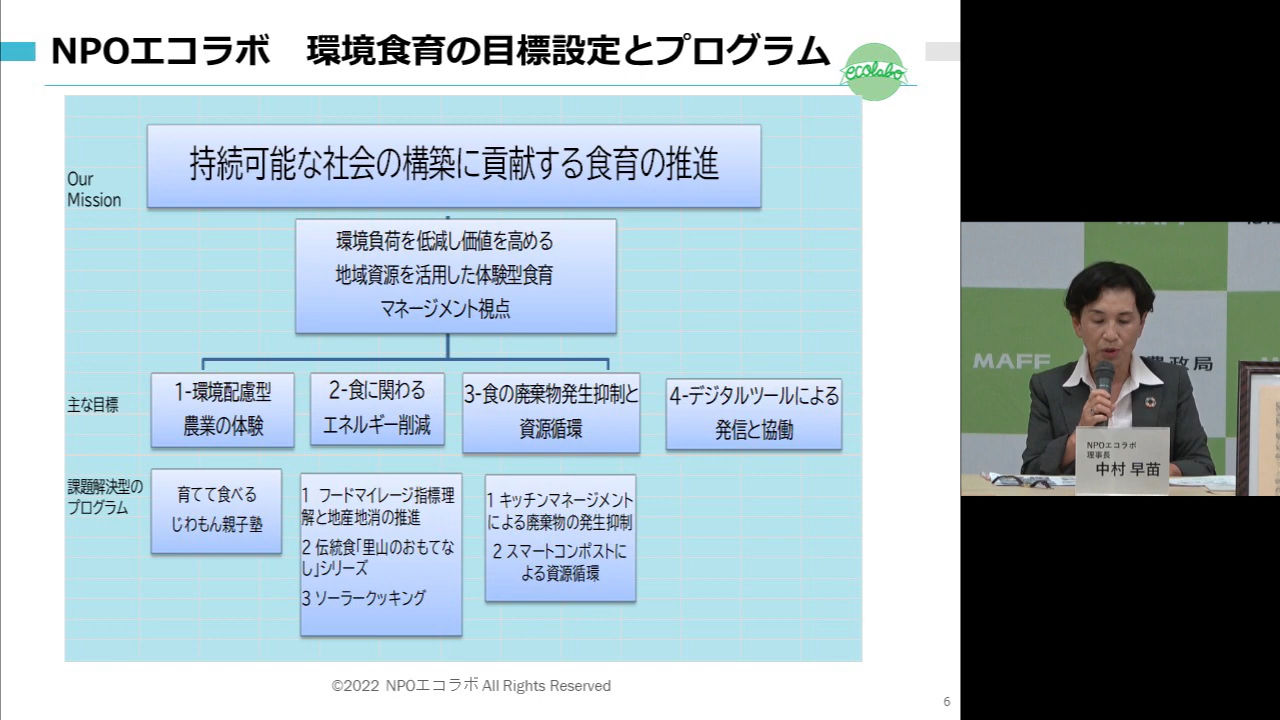 NPOエコラボ　環境食育の目標設定とプログラム
ecolabo
Our
Mission
持続可能な社会の構築に貢献する食育の推進
環境負荷を低減し価値を高める
地域資源を活用した体験型食育
マネージメント視点
主な目標
1-環境配慮型
農業の体験
2-食に関わる
エネルギー削減
3-食の廃棄物発生抑制と
資源循環
4-デジタルツールによる
発信と協働
課題解決型の
プログラム
育てて食べる
じわもん親子塾
1 フードマイレージ指標理
解と地産地消の推進
2 伝統食「里山のおもてな
し」シリーズ
3 ソーラークッキング
1 キッチンマネージメント
による廃棄物の発生抑制
2 スマートコンポストに
よる資源循環
©2022 NPOエコラボ All Rights Reserved
6
MAFF
農政局
NPOエコラボ
理事長
中村 早苗